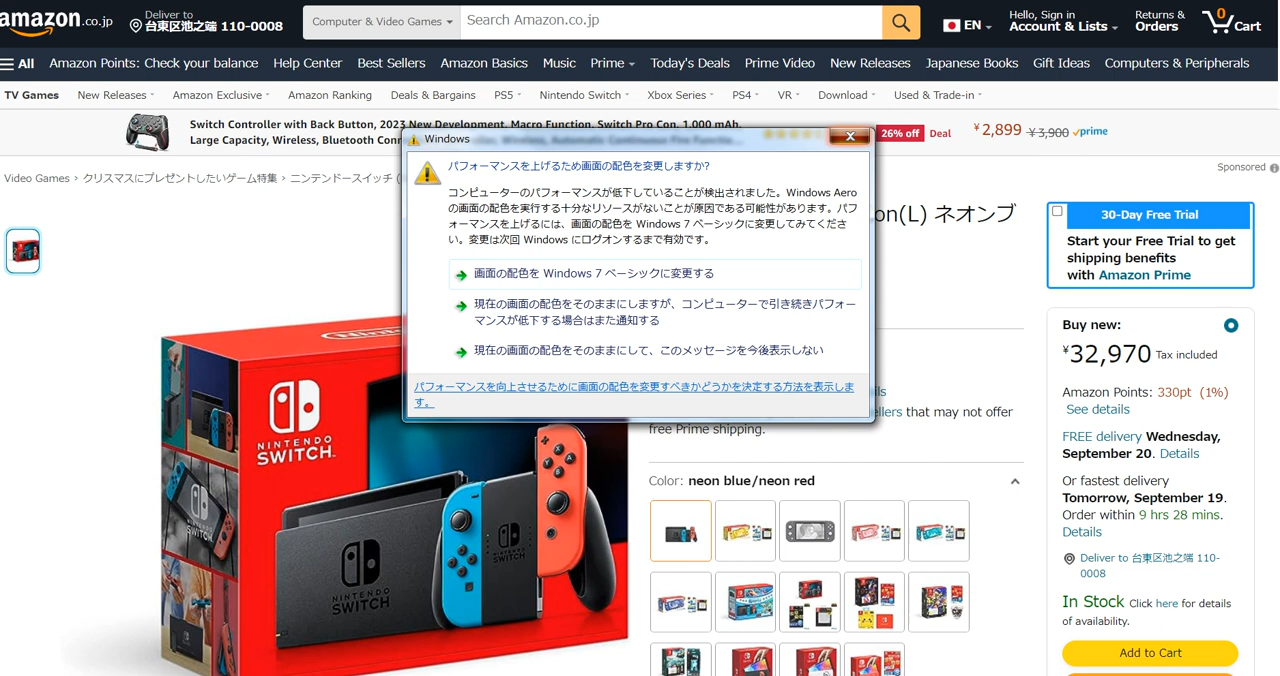 amazon.co.jp
Deliver to
台東区池之端 110-0008
Computer & Video Games
Search Amazon.co.jp
EN
Hello, Sign in
Account & Lists
Returns &
Orders
0
Cart
All
Amazon Points: Check your balance
Help Center
Best Sellers
Amazon Basics
Music
Prime
Today's Deals
Prime Video
New Releases
Japanese Books
Gift Ideas
Computers & Peripherals
TV Games
New Releases
Amazon Exclusive
Amazon Ranking
Deals & Bargains
PS5
Nintendo Switch
Xbox Series
PS4
VR
Download
Used & Trade-in
Switch Controller with Back Button, 2023 New Development, Macro Function, Switch Pro Con, 1,000 mAh,
Large Capacity, Wireless, Bluetooth
26% off
Deal
¥2,899 ¥3,900 prime
Sponsored
Video Games › クリスマスにプレゼントしたいゲーム特集 › ニンテンドースイッチ (
Windows
パフォーマンスを上げるため画面の配色を変更しますか?
コンピューターのパフォーマンスが低下していることが検出されました。Windows Aero
の画面の配色を実行する十分なリソースがないことが原因である可能性があります。パフ
ォーマンスを上げるには、画面の配色を Windows 7 ベーシックに変更してみてくださ
い。変更は次回 Windows にログオンするまで有効です。
画面の配色を Windows 7 ベーシックに変更する
現在の画面の配色をそのままにしますが、コンピューターで引き続きパフォー
マンスが低下する場合はまた通知する
現在の画面の配色をそのままにして、このメッセージを今後表示しない
パフォーマンスを向上させるために画面の配色を変更すべきかどうかを決定する方法を表示しま
す。
on(L) ネオンブ
that may not offer
free Prime shipping.
Color: neon blue/neon red
NINTENDO
SWITCH™
NINTENDO
SWITCH
NINTENDO
SWITCH
30-Day Free Trial
Start your Free Trial to get
shipping benefits
with Amazon Prime
Buy new:
¥32,970 Tax included
Amazon Points: 330pt (1%)
See details
FREE delivery Wednesday,
September 20. Details
Or fastest delivery
Tomorrow, September 19.
Order within 9 hrs 28 mins.
Details
Deliver to 台東区池之端 110-
0008
In Stock Click here for details
of availability.
Add to Cart